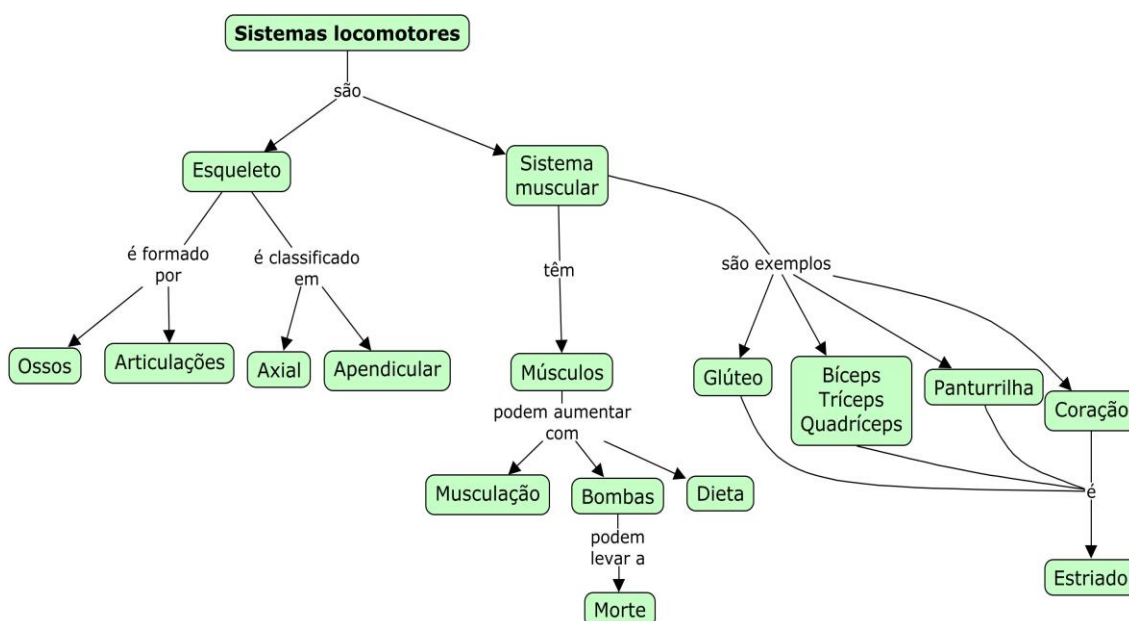 Sistemas locomotores
são
Esqueleto
Sistema
muscular
é formado
por
é classificado
em
têm
são exemplos
Ossos
Articulações
Axial
Apendicular
Músculos
Glúteo
Bíceps
Tríceps
Quadríceps
Panturrilha
Coração
podem aumentar
com
Musculação
Bombas
Dieta
é
podem
levar a
Estriado
Morte